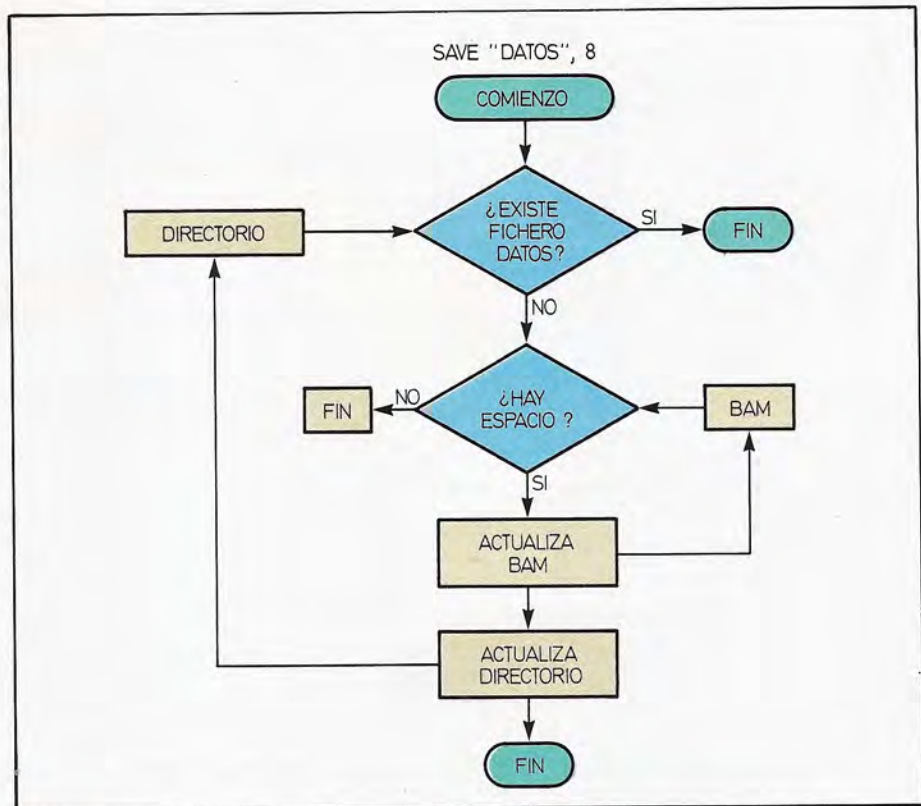 SAVE "DATOS", 8
COMIENZO
DIRECTORIO
¿EXISTE
FICHERO
DATOS?
SI
FIN
NO
FIN
NO
¿HAY
ESPACIO ?
BAM
SI
ACTUALIZA
BAM
ACTUALIZA
DIRECTORIO
FIN